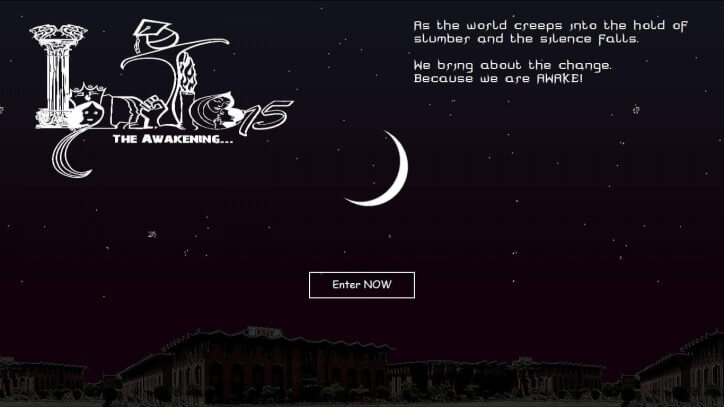 15
THE AWAKENING...
As the world creeps into the hold of
slumber and the silence falls.
We bring about the change.
Because we are AWAKE!
Enter NOW